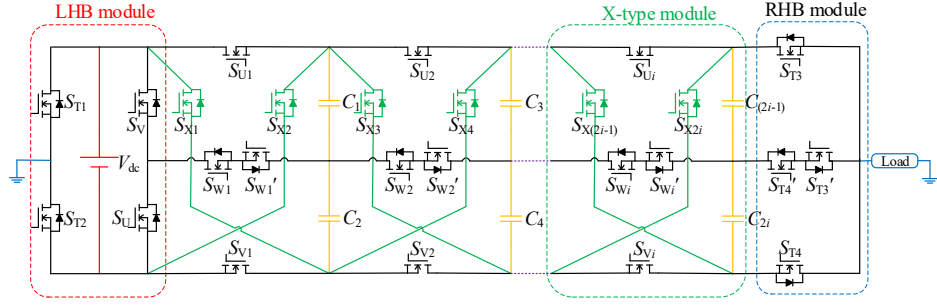 LHB module
X-type module
RHB module
S_U1
S_U2
S_Ui
S_T3
S_T1
S_V
S_X1
S_X2
C_1
S_X3
S_X4
C_3
S_X(2i-1)
S_X2i
C_(2i-1)
V_dc
S_W1
S_W1'
S_W2
S_W2'
S_Wi
S_Wi'
S_T4'
S_T3'
Load
S_T2
S_U
C_2
C_4
C_2i
S_V1
S_V2
S_Vi
S_T4